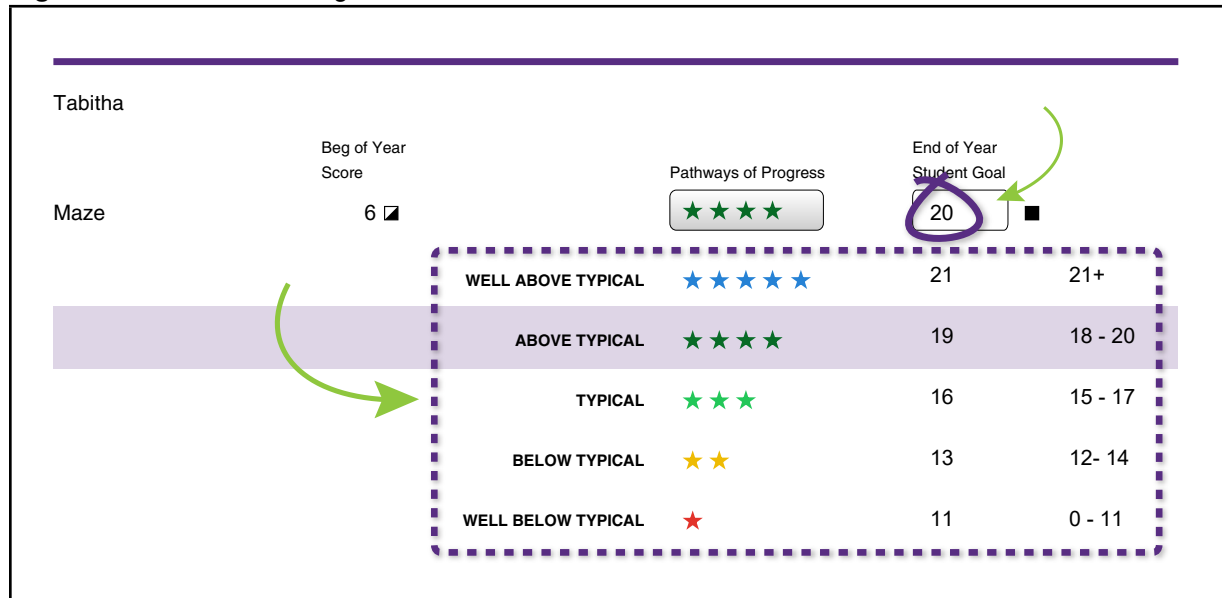 Tabitha
Beg of Year
Score
Pathways of Progress
End of Year
Student Goal
Maze
6
20
WELL ABOVE TYPICAL 21 21+
ABOVE TYPICAL 19 18 - 20
TYPICAL 16 15 - 17
BELOW TYPICAL 13 12- 14
WELL BELOW TYPICAL 11 0 - 11